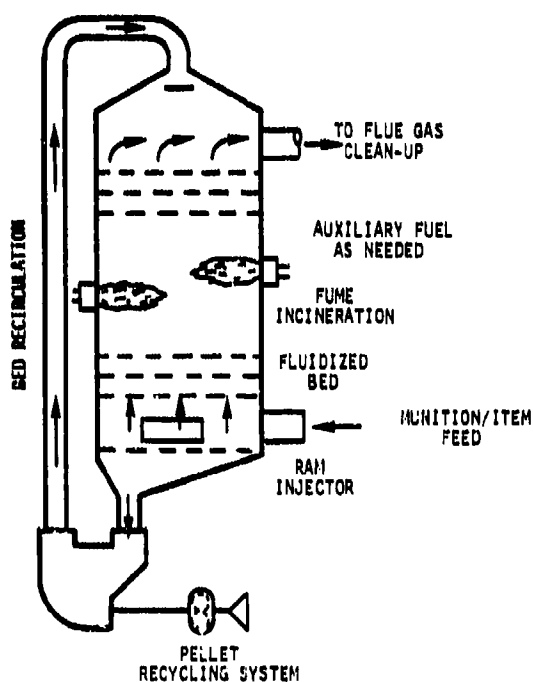 TO FLUE GAS
CLEAN-UP
AUXILIARY FUEL
AS NEEDED
FUME
INCINERATION
BED RECIRCULATION
FLUIDIZED
BED
MUNITION/ITEM
FEED
RAM
INJECTOR
PELLET
RECYCLING SYSTEM